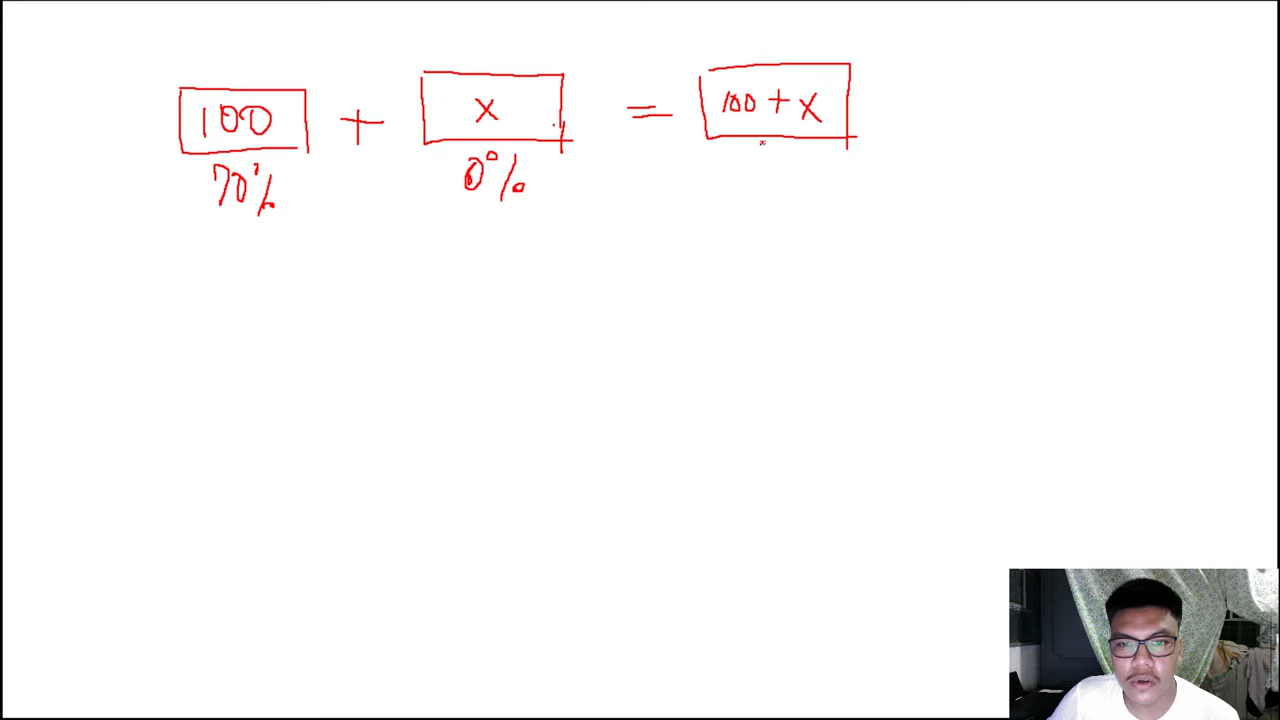 100 + x = 100 + x
70% 0%